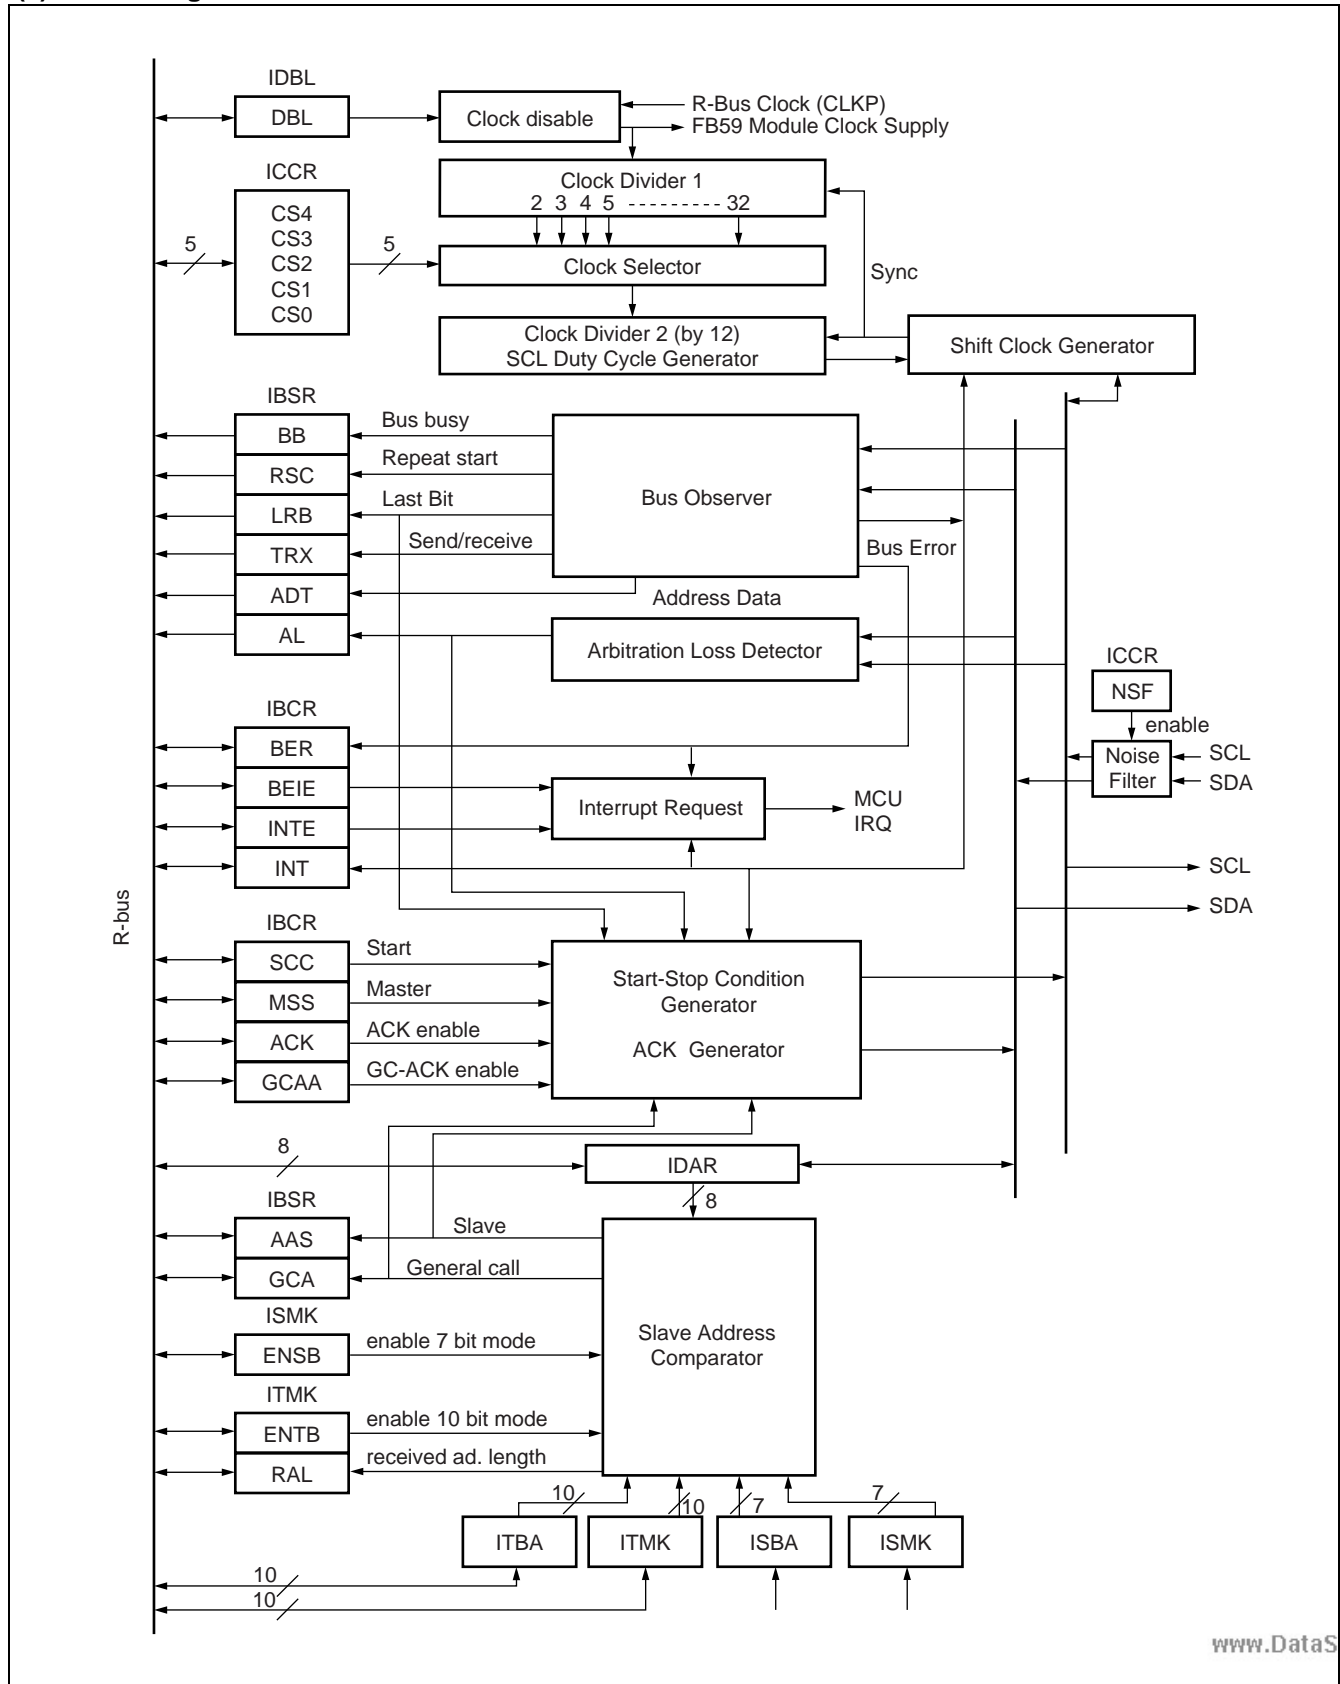 IDBL
DBL
Clock disable
R-Bus Clock (CLKP)
FB59 Module Clock Supply
ICCR
CS4
CS3
CS2
CS1
CS0
5
5
Clock Divider 1
2 3 4 5 --------- 32
Clock Selector
Sync
Clock Divider 2 (by 12)
SCL Duty Cycle Generator
Shift Clock Generator
IBSR
BB
RSC
LRB
TRX
ADT
AL
Bus busy
Repeat start
Last Bit
Send/receive
Bus Observer
Bus Error
Address Data
Arbitration Loss Detector
ICCR
NSF
enable
Noise
Filter
SCL
SDA
IBCR
BER
BEIE
INTE
INT
Interrupt Request
MCU
IRQ
SCL
SDA
R-bus
IBCR
SCC
MSS
ACK
GCAA
Start
Master
ACK enable
GC-ACK enable
Start-Stop Condition
Generator
ACK Generator
8
IDAR
8
IBSR
AAS
GCA
Slave
General call
ISMK
ENSB
enable 7 bit mode
Slave Address
Comparator
ITMK
ENTB
RAL
enable 10 bit mode
received ad. length
10
10
7
7
ITBA
ITMK
ISBA
ISMK
10
10
www.DataS